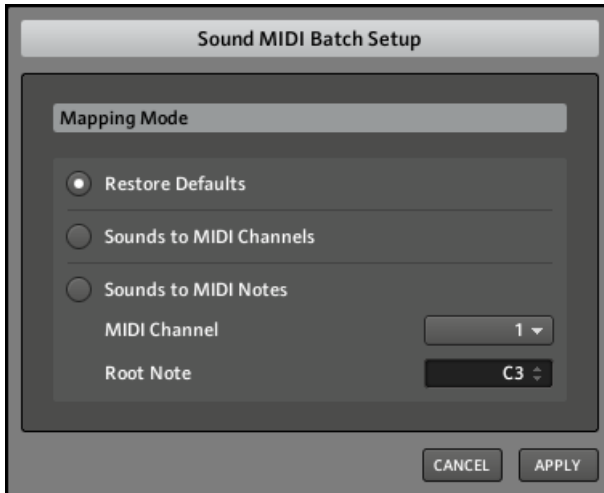 Sound MIDI Batch Setup
Mapping Mode
Restore Defaults
Sounds to MIDI Channels
Sounds to MIDI Notes
MIDI Channel 1
Root Note C3
CANCEL APPLY